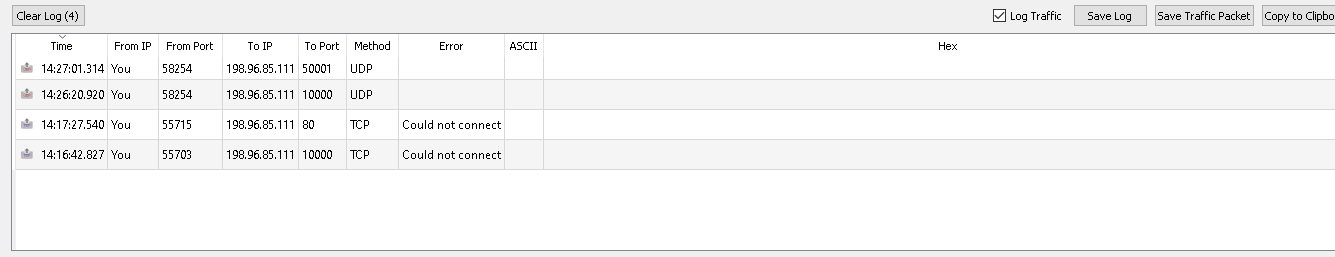 Clear Log (4) Log Traffic Save Log Save Traffic Packet Copy to Clipbo
Time From IP From Port To IP To Port Method Error ASCII Hex
14:27:01.314 You 58254 198.96.85.111 50001 UDP
14:26:20.920 You 58254 198.96.85.111 10000 UDP
14:17:27.540 You 55715 198.96.85.111 80 TCP Could not connect
14:16:42.827 You 55703 198.96.85.111 10000 TCP Could not connect